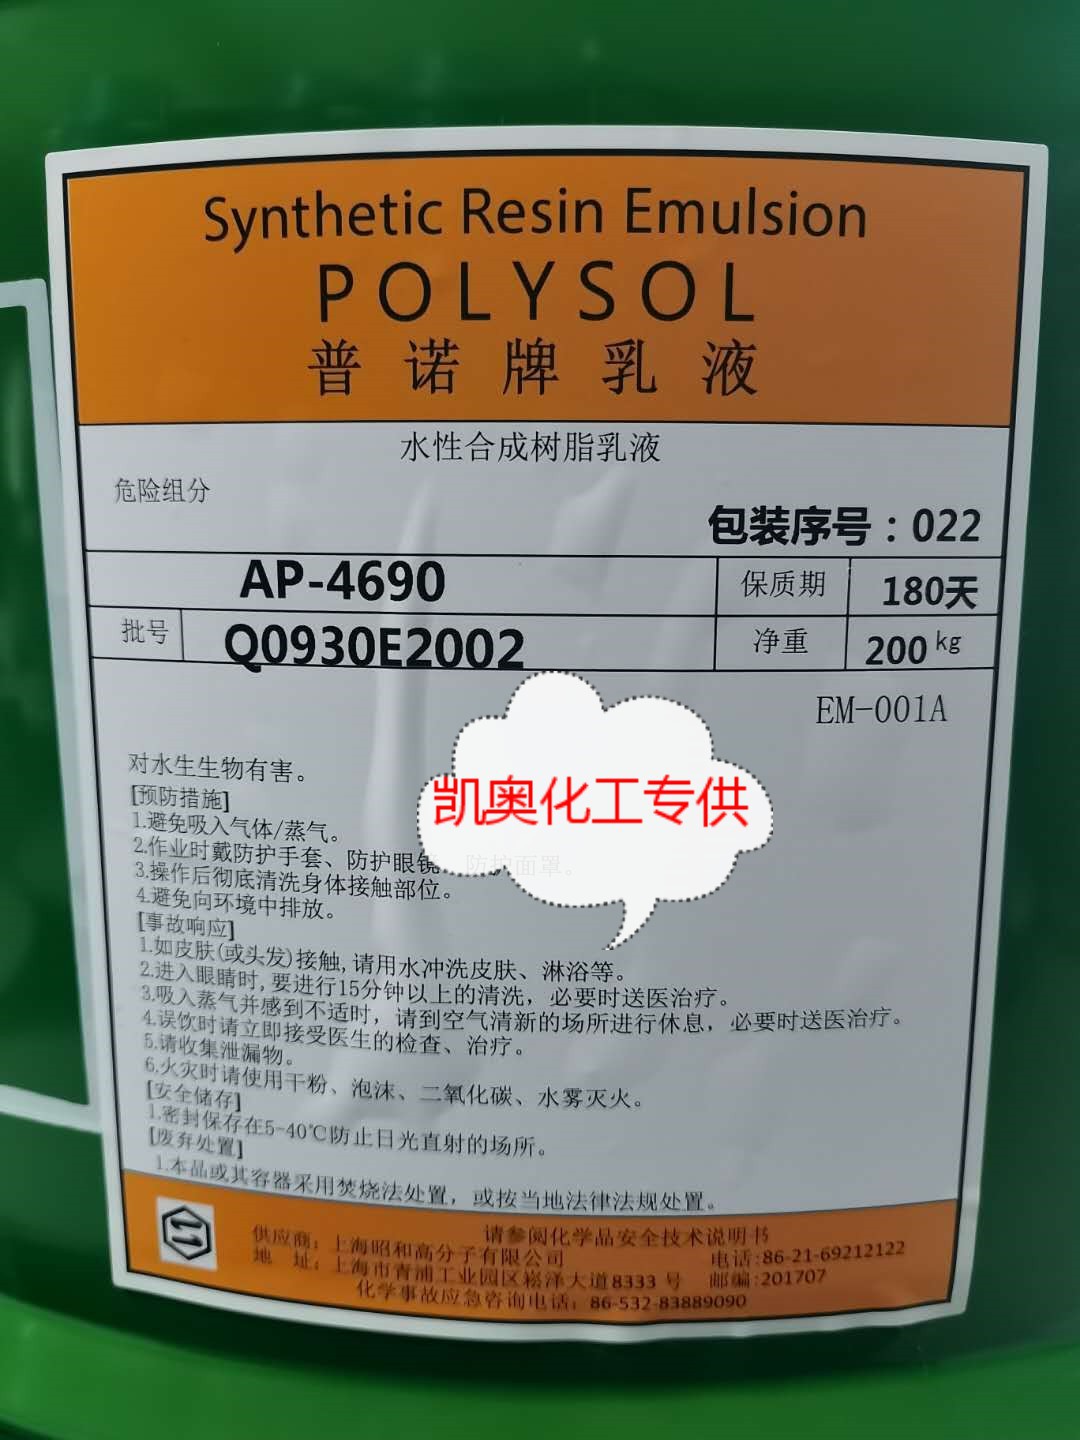 Synthetic Resin Emulsion
POLYSOL
普诺牌乳液
水性合成树脂乳液
危险组分
包装序号：022
AP-4690
保质期
180天
批号
Q0930E2002
净重
200 kg
EM-001A
凯奥化工专供
对水生生物有害。
[预防措施]
1.避免吸入气体/蒸气。
2.作业时戴防护手套、防护眼镜、防护面罩。
3.操作后彻底清洗身体接触部位。
4.避免向环境中排放。
[事故响应]
1.如皮肤(或头发)接触,请用水冲洗皮肤、淋浴等。
2.进入眼睛时,要进行15分钟以上的清洗，必要时送医治疗。
3.吸入蒸气并感到不适时，请到空气清新的场所进行休息，必要时送医治疗。
4.误饮时请立即接受医生的检查、治疗。
5.请收集泄漏物。
6.火灾时请使用干粉、泡沫、二氧化碳、水雾灭火。
[安全储存]
1.密封保存在5-40℃防止日光直射的场所。
[废弃处置]
1.本品或其容器采用焚烧法处置，或按当地法律法规处置。
请参阅化学品安全技术说明书
供应商：上海昭和高分子有限公司
电话:86-21-69212122
地 址：上海市青浦工业园区崧泽大道8333 号
邮编:201707
化学事故应急咨询电话：86-532-83889090